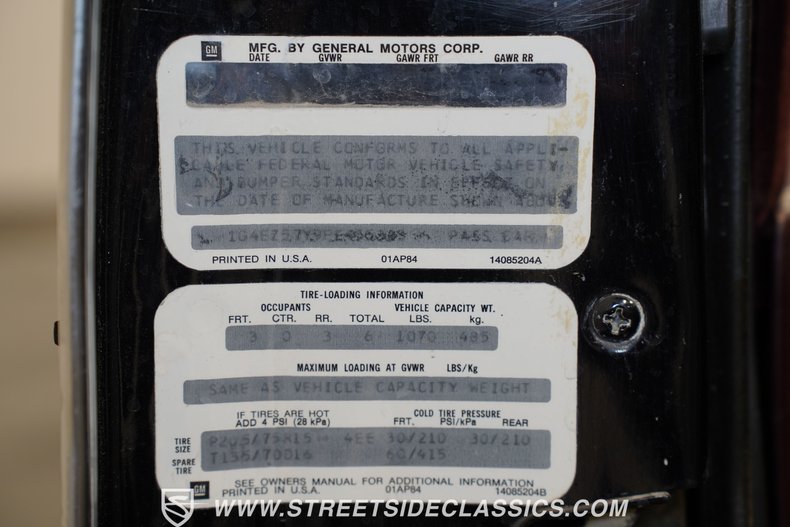 GM MFG. BY GENERAL MOTORS CORP.
DATE GVWR GAWR FRT GAWR RR
THIS VEHICLE CONFORMS TO ALL APPLI-
CABLE FEDERAL MOTOR VEHICLE SAFETY
AND BUMPER STANDARDS IN EFFECT ON
THE DATE OF MANUFACTURE SHOWN ABOVE
PASS CAR
PRINTED IN U.S.A. 01AP84 14085204A
TIRE-LOADING INFORMATION
OCCUPANTS VEHICLE CAPACITY WT.
FRT. CTR. RR. TOTAL LBS. kg.
3 0 3 6 1070 485
MAXIMUM LOADING AT GVWR LBS/Kg
SAME AS VEHICLE CAPACITY WEIGHT
IF TIRES ARE HOT COLD TIRE PRESSURE
ADD 4 PSI (28 kPa) FRT. PSI/kPa REAR
TIRE SIZE P205/75R15 4EE 30/210 30/210
SPARE TIRE 60/415
SEE OWNERS MANUAL FOR ADDITIONAL INFORMATION
GM PRINTED IN U.S.A. 01AP84 14085204B
WWW.STREETSIDECLASSICS.COM